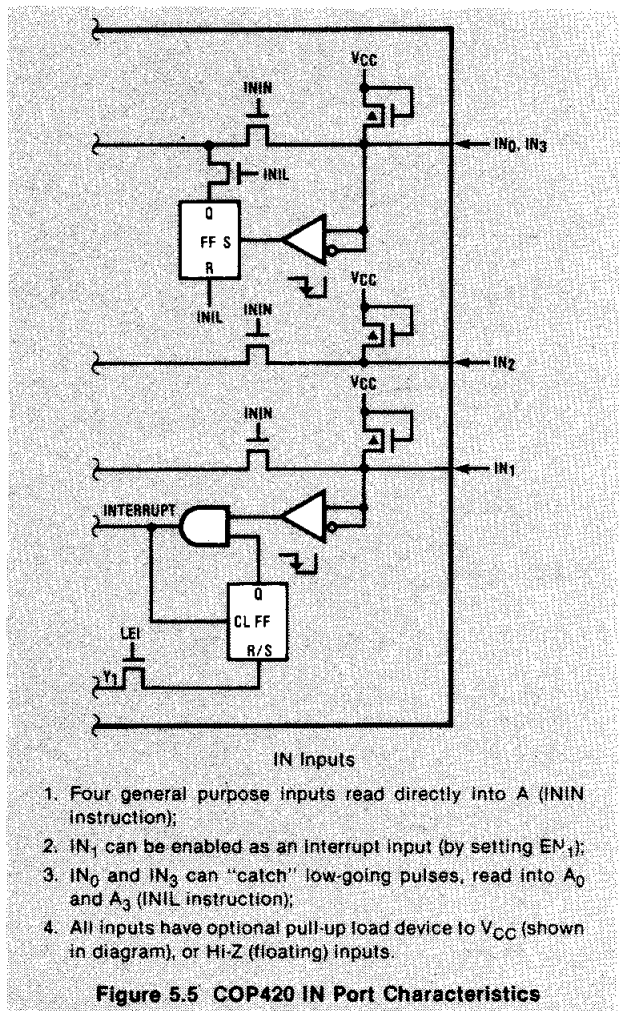 VCC
ININ
IN0, IN3
INIL
Q
FF S
R
INIL
VCC
ININ
IN2
VCC
ININ
IN1
INTERRUPT
Q
CL FF
R/S
LEI
Y1
IN Inputs
1. Four general purpose inputs read directly into A (ININ
instruction);
2. IN1 can be enabled as an interrupt input (by setting EN1);
3. IN0 and IN3 can "catch" low-going pulses, read into A0
and A3 (INIL instruction);
4. All inputs have optional pull-up load device to VCC (shown
in diagram), or Hi-Z (floating) inputs.
Figure 5.5 COP420 IN Port Characteristics